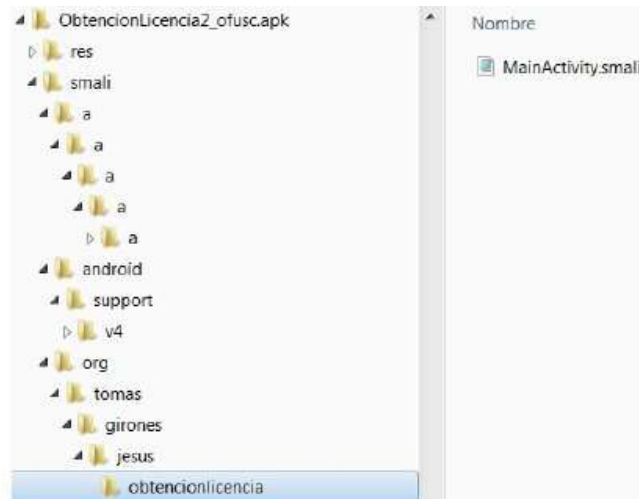 ObtencionLicencia2_ofusc.apk
res
smali
a
a
a
a
a
android
support
v4
org
tomas
girones
jesus
obtencionlicencia
Nombre
MainActivity.smali